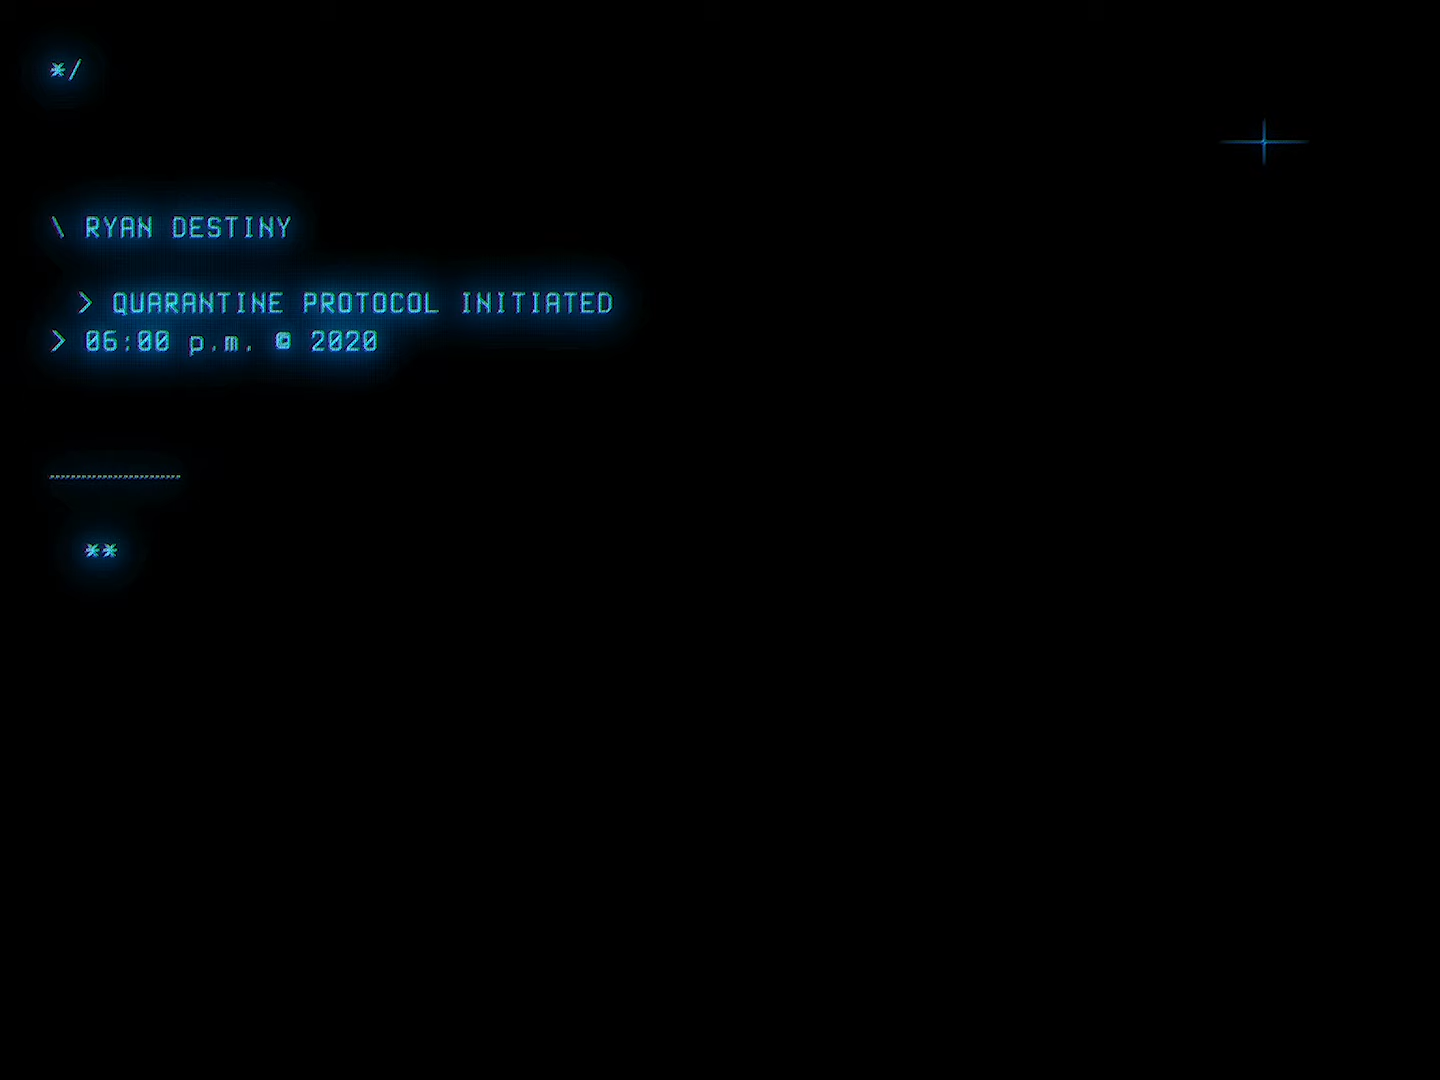 */
\ RYAN DESTINY
> QUARANTINE PROTOCOL INITIATED
> 06:00 p.m. © 2020
**